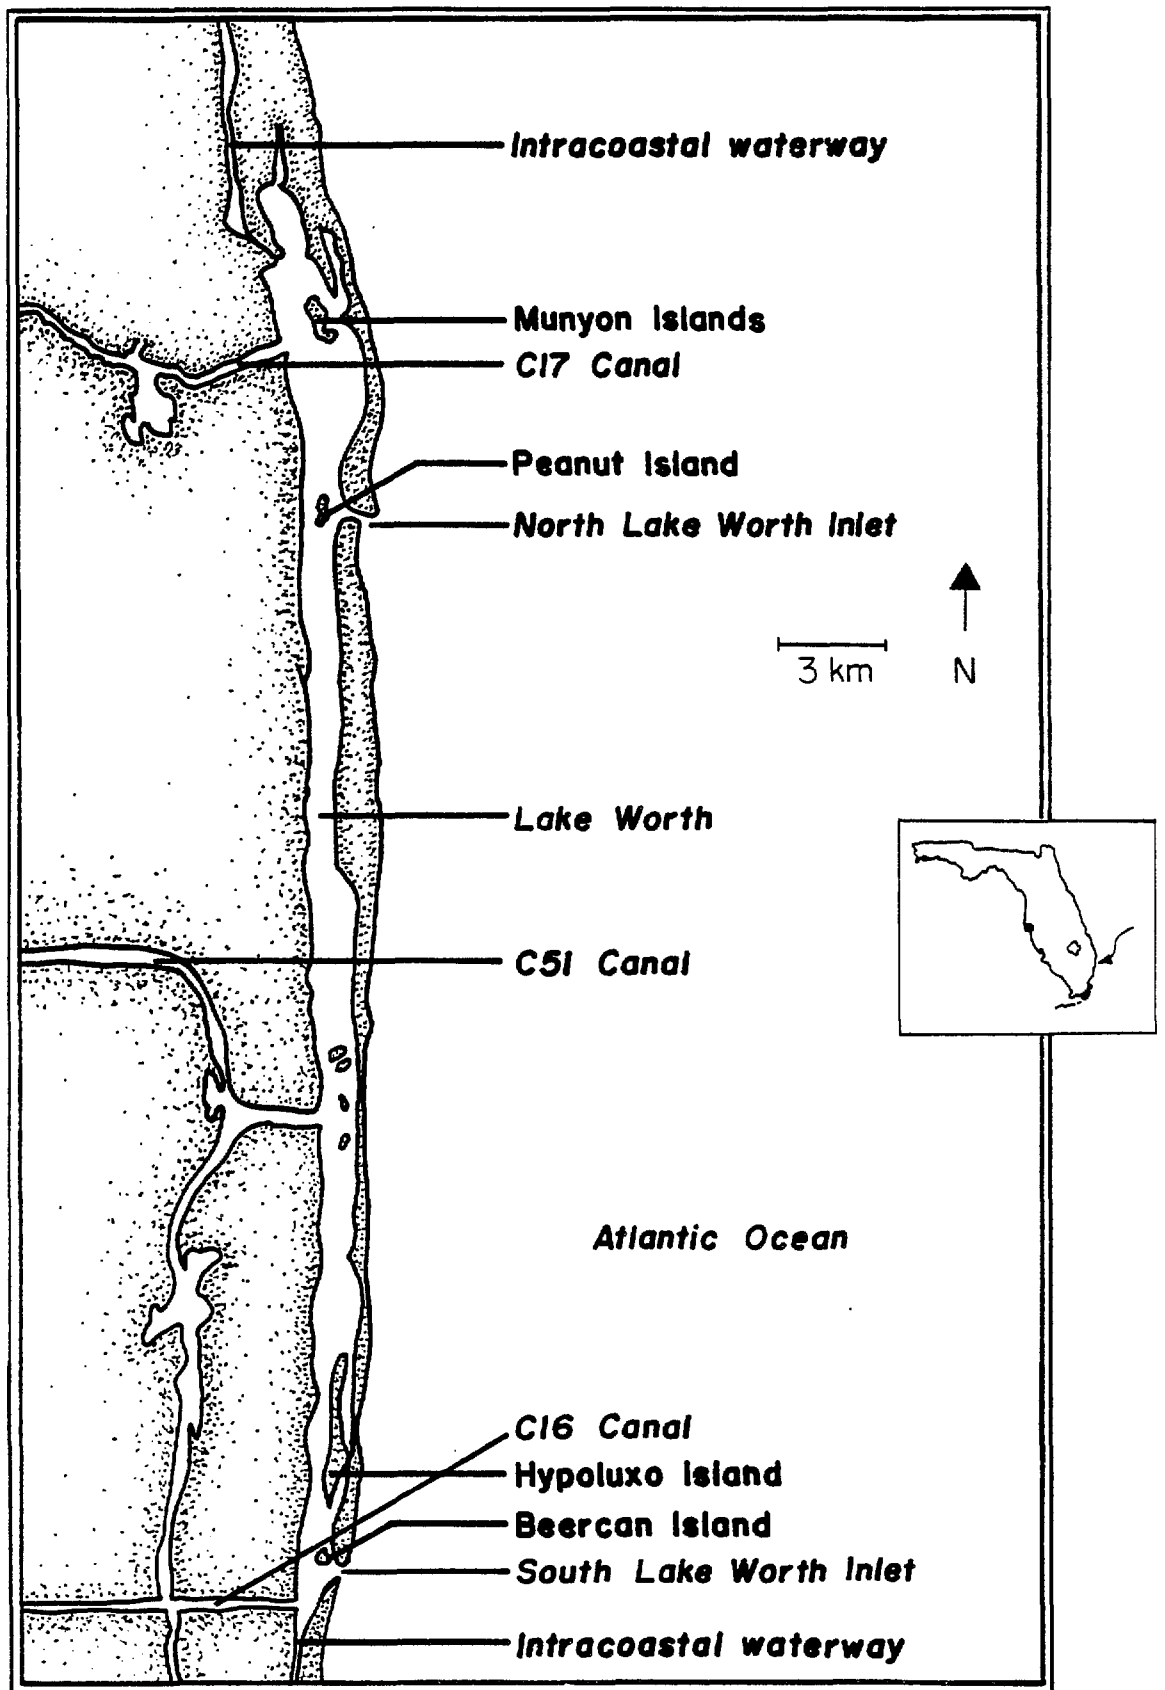 Intracoastal waterway
Munyon Islands
C17 Canal
Peanut Island
North Lake Worth Inlet
3 km
N
Lake Worth
C51 Canal
Atlantic Ocean
C16 Canal
Hypoluxo Island
Beercan Island
South Lake Worth Inlet
Intracoastal waterway